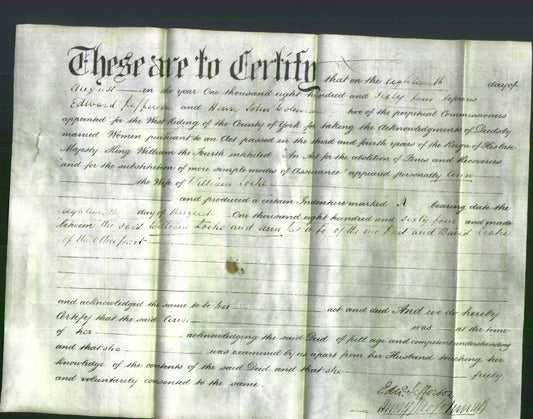 These are to Certify that on the eighteenth day of
August in the year One thousand eight hundred and sixty four before
Edward Jefferson and Henry John two of the perpetual Commissioners
appointed for the West Riding of the County of York for taking the Acknowledgments of Deeds by
married Women pursuant to an Act passed in the third and fourth years of the Reign of His late
Majesty King William the Fourth intituled "An Act for the abolition of Fines and Recoveries
and for the substitution of more simple modes of Assurance" appeared personally Ann
the Wife of William Locke
and produced a certain Indenture marked A bearing date the
eighteenth day of August One thousand eight hundred and sixty four and made
between the said William Locke and Ann his wife of the one part and David Locke
of the other part
and acknowledged the same to be her act and deed And we do hereby
Certify that the said Ann was at the time
of her acknowledging the said Deed of full age and competent understanding
and that she was examined by us apart from her Husband touching her
knowledge of the contents of the said Deed and that she freely
and voluntarily consented to the same.
Edw. Jefferson